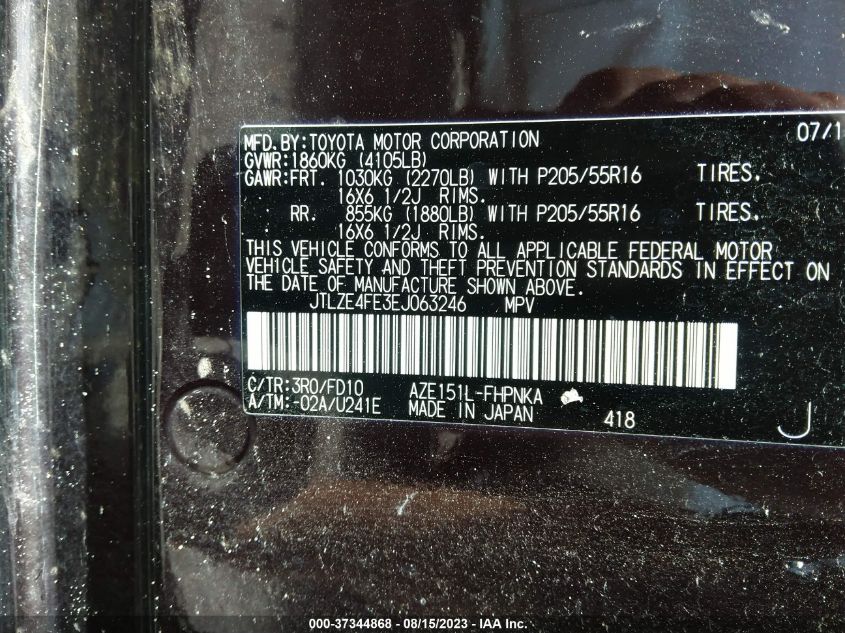 MFD.BY:TOYOTA MOTOR CORPORATION 07/1
GVWR:1860KG (4105LB)
GAWR:FRT. 1030KG (2270LB) WITH P205/55R16 TIRES.
16X6 1/2J RIMS.
: RR. 855KG (1880LB) WITH P205/55R16 TIRES.
: 16X6 1/2J RIMS.
THIS VEHICLE CONFORMS TO ALL APPLICABLE FEDERAL MOTOR
VEHICLE SAFETY AND THEFT PREVENTION STANDARDS IN EFFECT ON
THE DATE OF MANUFACTURE SHOWN ABOVE.
JTLZE4FE3EJ063246 MPV
C/TR:3R0/FD10 AZE151L-FHPNKA
A/TM:-02A/U241E MADE IN JAPAN 418 J
000-37344868 - 08/15/2023 - IAA Inc.